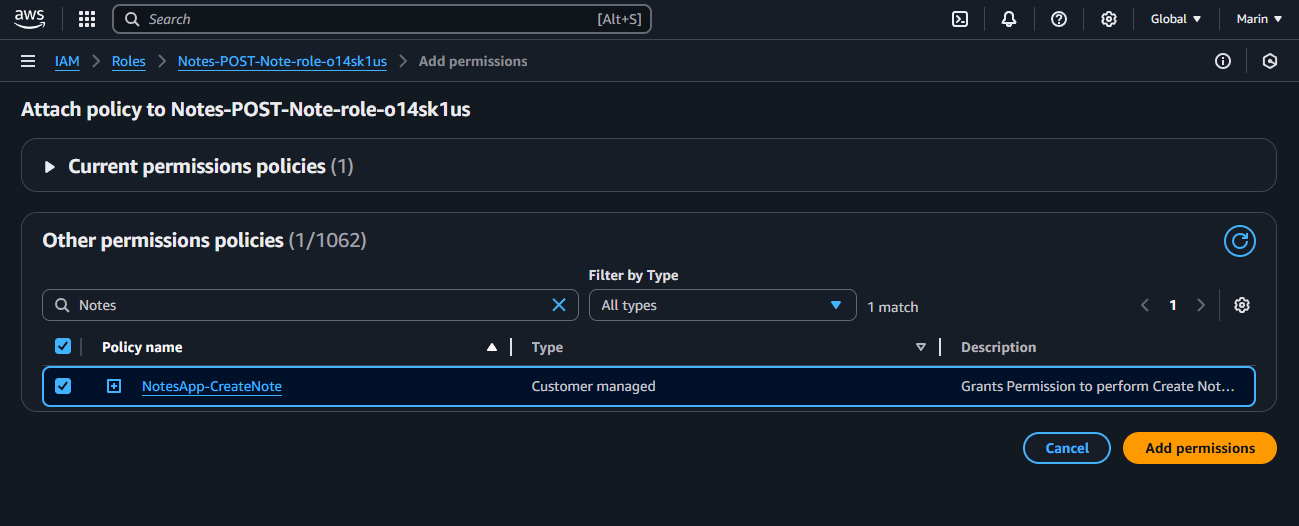 aws
Search [Alt+S] Global Marin
IAM Roles Notes-POST-Note-role-o14sk1us Add permissions
Attach policy to Notes-POST-Note-role-o14sk1us
Current permissions policies (1)
Other permissions policies (1/1062)
Filter by Type
Notes All types 1 match 1
Policy name Type Description
NotesApp-CreateNote Customer managed Grants Permission to perform Create Not...
Cancel Add permissions